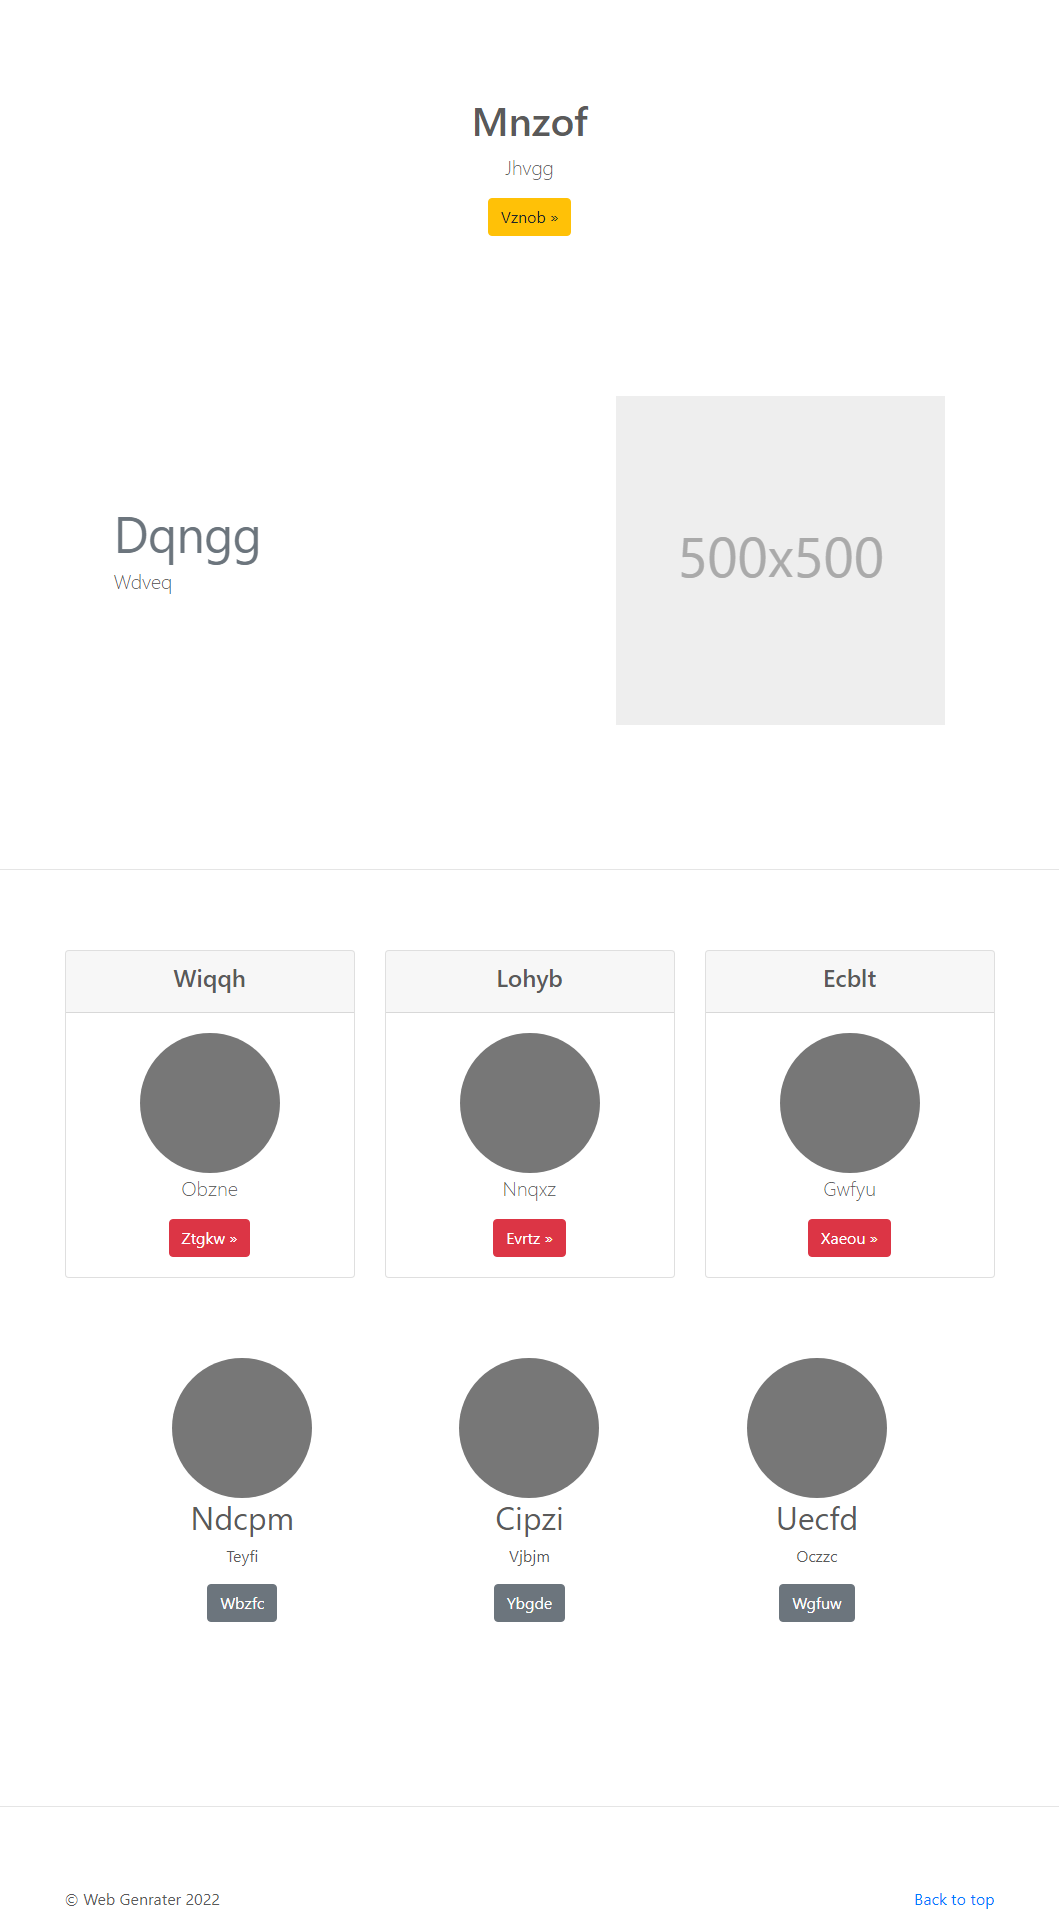 Mnzof
Jhvgg
Vznob »
Dqngg
Wdveq
500x500
Wiqqh
Lohyb
Ecblt
Obzne
Nnqxz
Gwfyu
Ztgkw »
Evrtz »
Xaeou »
Ndcpm
Cipzi
Uecfd
Teyfi
Vjbjm
Oczzc
Wbzfc
Ybgde
Wgfuw
© Web Genrater 2022
Back to top